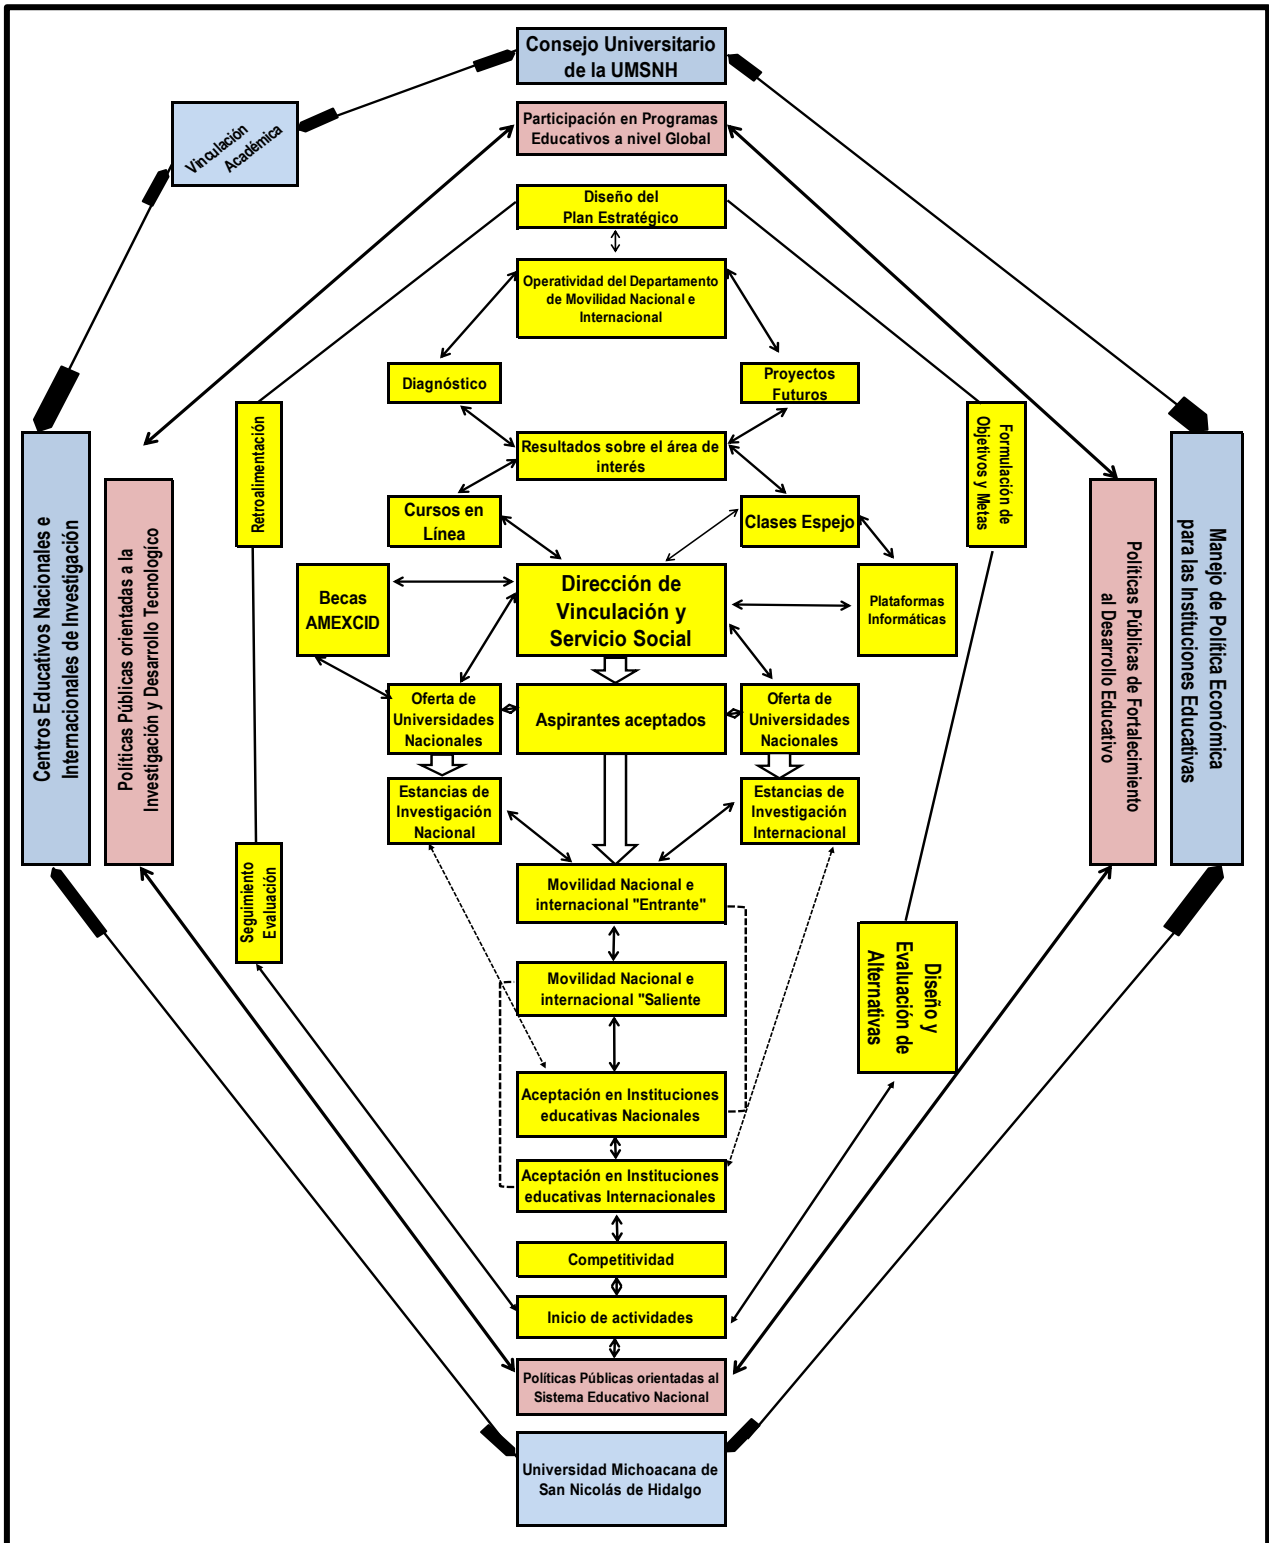 Consejo Universitario
de la UMSNH
Vinculación
Académica
Participación en Programas
Educativos a nivel Global
Diseño del
Plan Estratégico
Operatividad del Departamento
de Movilidad Nacional e
Internacional
Diagnóstico
Proyectos
Futuros
Retroalimentación
Resultados sobre el área de
interés
Formulación de
Objetivos y Metas
Cursos en
Línea
Clases Espejo
Centros Educativos Nacionales e
Internacionales de Investigación
Políticas Públicas orientadas a la
Investigación y Desarrollo Tecnologico
Políticas Públicas de Fortalecimiento
al Desarrollo Educativo
Manejo de Política Económica
para las Instituciones Educativas
Becas
AMEXCID
Dirección de
Vinculación y
Servicio Social
Plataformas
Informáticas
Oferta de
Universidades
Nacionales
Aspirantes aceptados
Oferta de
Universidades
Nacionales
Estancias de
Investigación
Nacional
Estancias de
Investigación
Internacional
Seguimiento
Evaluación
Movilidad Nacional e
internacional "Entrante"
Diseño y
Evaluación de
Alternativas
Movilidad Nacional e
internacional "Saliente
Aceptación en Instituciones
educativas Nacionales
Aceptación en Instituciones
educativas Internacionales
Competitividad
Inicio de actividades
Políticas Públicas orientadas al
Sistema Educativo Nacional
Universidad Michoacana de
San Nicolás de Hidalgo